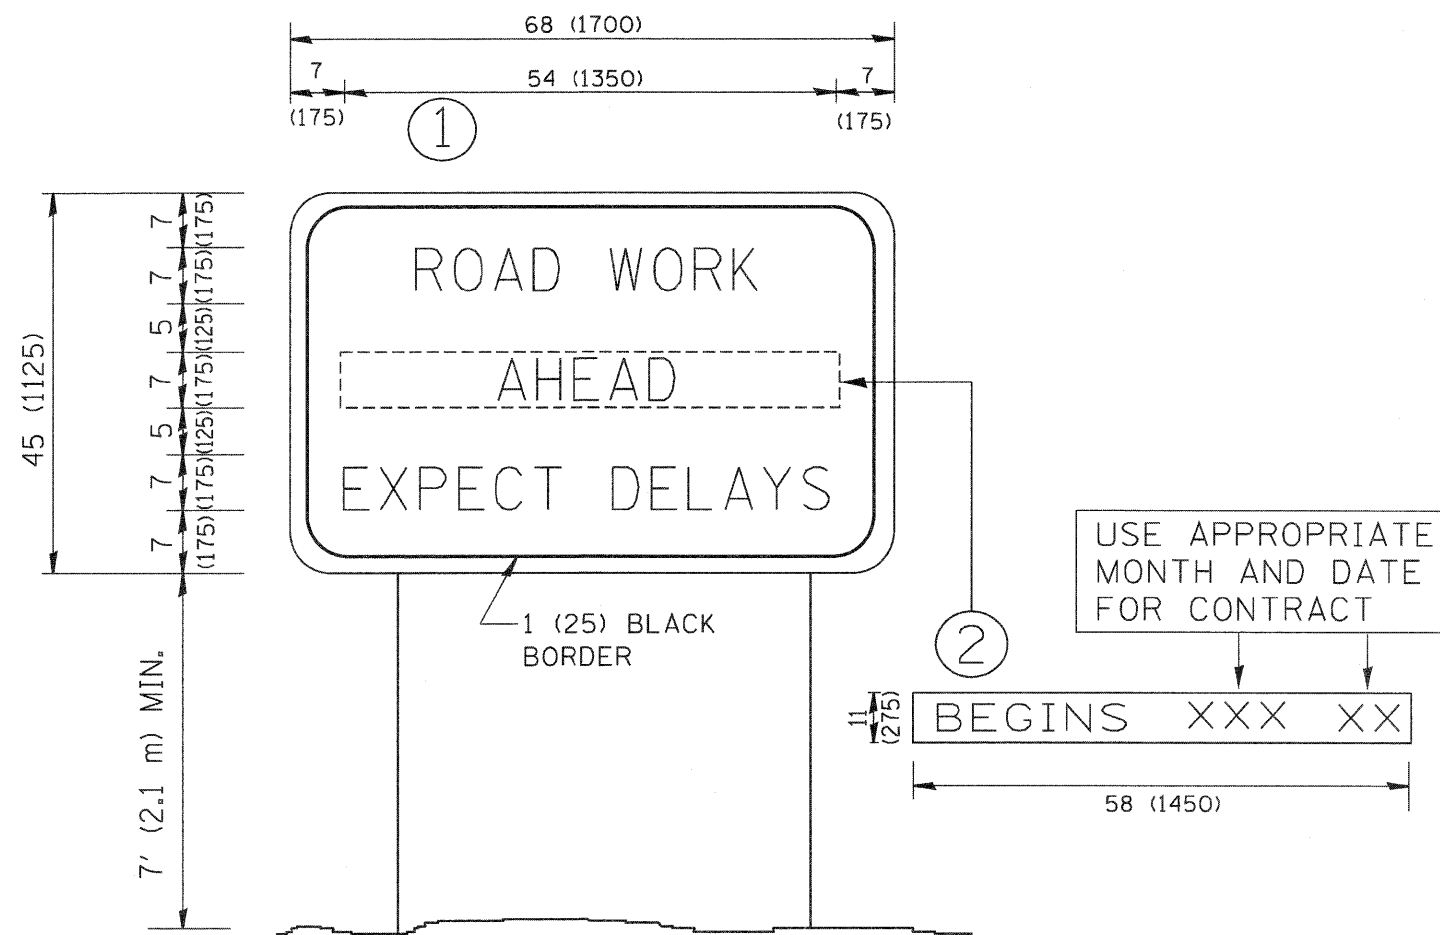 68 (1700)
7
54 (1350)
7
(175)
(175)
1
7
(175)
ROAD WORK
7
(175)
5
(125)
45 (1125)
7
(175)
AHEAD
5
(125)
7
(175)
EXPECT DELAYS
7
(175)
USE APPROPRIATE
MONTH AND DATE
FOR CONTRACT
1 (25) BLACK
BORDER
2
7' (2.1 m) MIN.
11
(275)
BEGINS XXX XX
58 (1450)